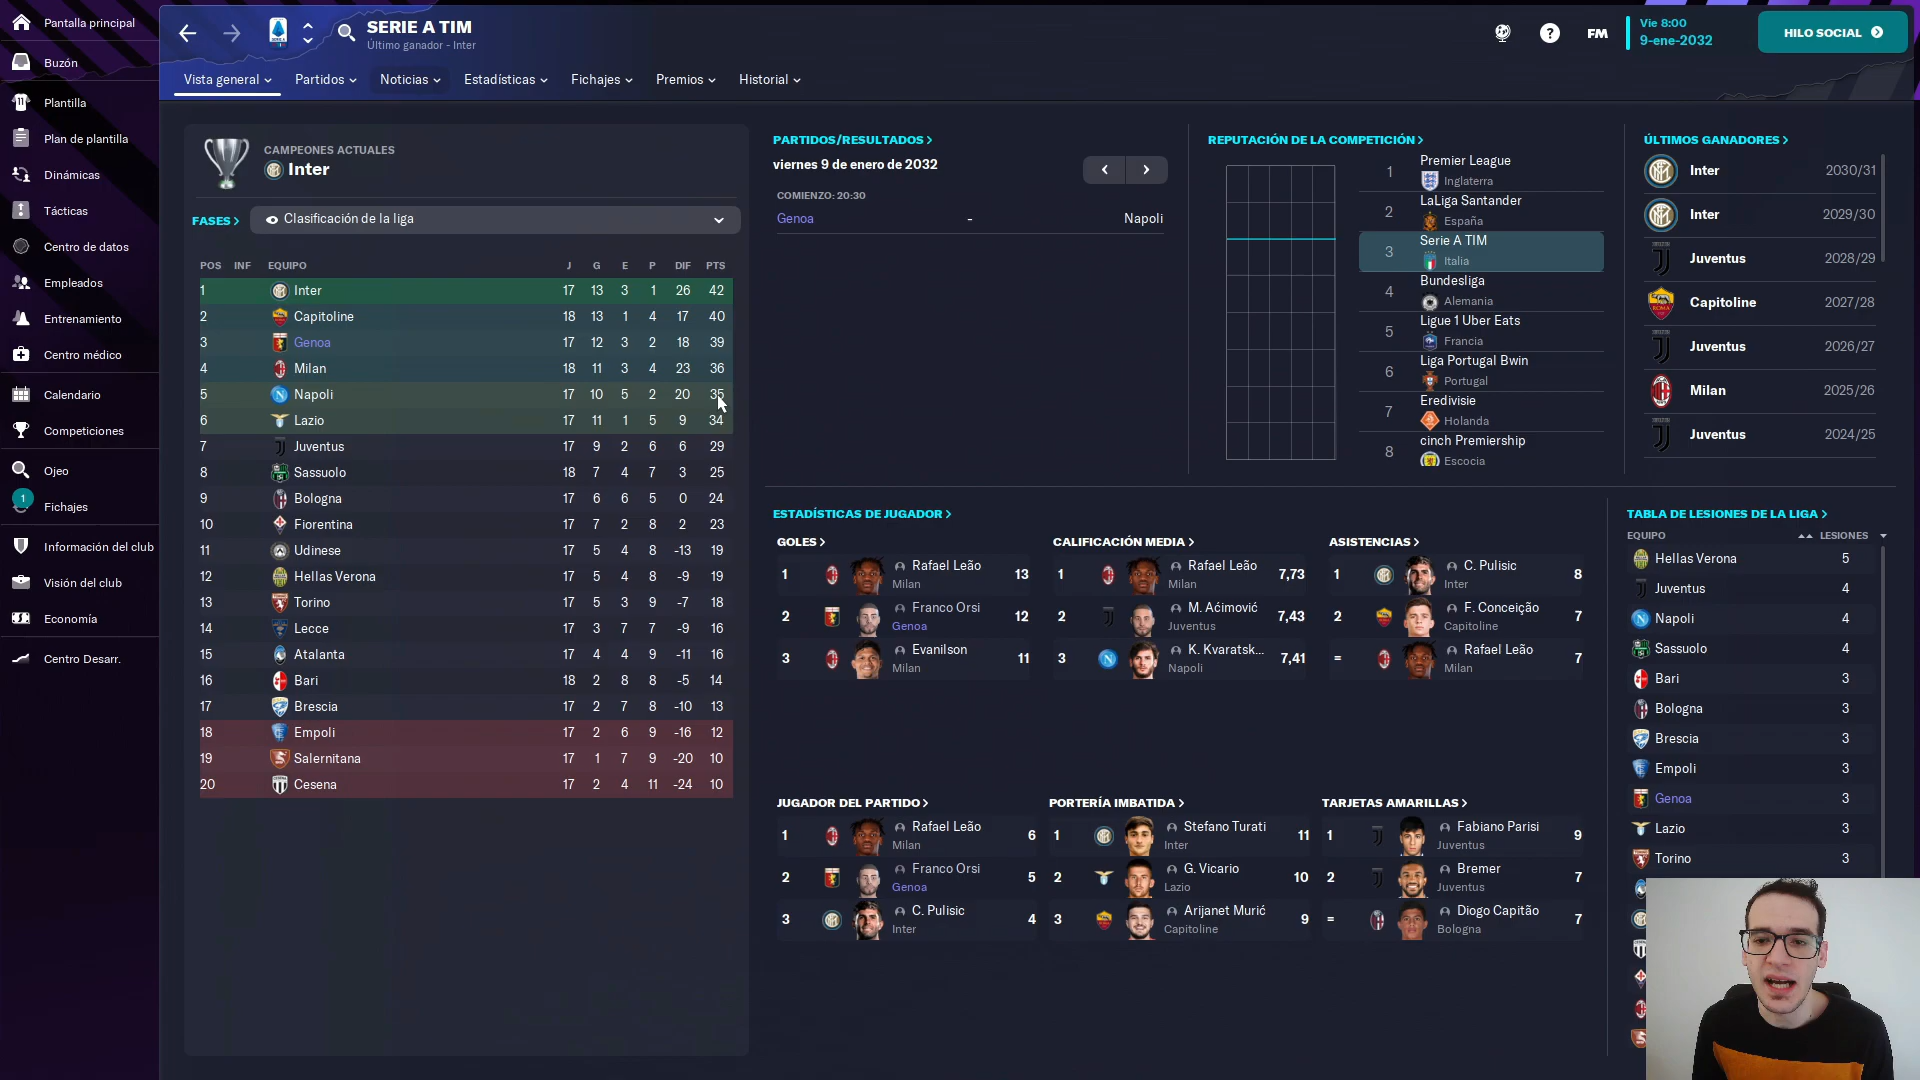 Pantalla principal
Buzón
Plantilla
Plan de plantilla
Dinámicas
Tácticas
Centro de datos
Empleados
Entrenamiento
Centro médico
Calendario
Competiciones
Ojeo
1
Fichajes
Información del club
Visión del club
Economía
Centro Desarr.
SERIE A TIM
Último ganador - Inter
FM
Vie 8:00
9-ene-2032
HILO SOCIAL
Vista general
Partidos
Noticias
Estadísticas
Fichajes
Premios
Historial
CAMPEONES ACTUALES
Inter
FASES
Clasificación de la liga
POS INF EQUIPO J G E P DIF PTS
1 Inter 17 13 3 1 26 42
2 Capitoline 18 13 1 4 17 40
3 Genoa 17 12 3 2 18 39
4 Milan 18 11 3 4 23 36
5 Napoli 17 10 5 2 20 35
6 Lazio 17 11 1 5 9 34
7 Juventus 17 9 2 6 6 29
8 Sassuolo 18 7 4 7 3 25
9 Bologna 17 6 6 5 0 24
10 Fiorentina 17 7 2 8 2 23
11 Udinese 17 5 4 8 -13 19
12 Hellas Verona 17 5 4 8 -9 19
13 Torino 17 5 3 9 -7 18
14 Lecce 17 3 7 7 -9 16
15 Atalanta 17 4 4 9 -11 16
16 Bari 18 2 8 8 -5 14
17 Brescia 17 2 7 8 -10 13
18 Empoli 17 2 6 9 -16 12
19 Salernitana 17 1 7 9 -20 10
20 Cesena 17 2 4 11 -24 10
PARTIDOS/RESULTADOS
viernes 9 de enero de 2032
COMIENZO: 20:30
Genoa - Napoli
REPUTACIÓN DE LA COMPETICIÓN
1 Premier League
Inglaterra
2 LaLiga Santander
España
3 Serie A TIM
Italia
4 Bundesliga
Alemania
5 Ligue 1 Uber Eats
Francia
6 Liga Portugal Bwin
Portugal
7 Eredivisie
Holanda
8 cinch Premiership
Escocia
ÚLTIMOS GANADORES
Inter 2030/31
Inter 2029/30
Juventus 2028/29
Capitoline 2027/28
Juventus 2026/27
Milan 2025/26
Juventus 2024/25
ESTADÍSTICAS DE JUGADOR
GOLES
1 Rafael Leão 13
Milan
2 Franco Orsi 12
Genoa
3 Evanilson 11
Milan
CALIFICACIÓN MEDIA
1 Rafael Leão 7,73
Milan
2 M. Aćimović 7,43
Juventus
3 K. Kvaratsk... 7,41
Napoli
ASISTENCIAS
1 C. Pulisic 8
Inter
2 F. Conceição 7
Capitoline
= Rafael Leão 7
Milan
JUGADOR DEL PARTIDO
1 Rafael Leão 6
Milan
2 Franco Orsi 5
Genoa
3 C. Pulisic 4
Inter
PORTERÍA IMBATIDA
1 Stefano Turati 11
Inter
2 G. Vicario 10
Lazio
3 Arijanet Murić 9
Capitoline
TARJETAS AMARILLAS
1 Fabiano Parisi 9
Juventus
2 Bremer 7
Juventus
= Diogo Capitão 7
Bologna
TABLA DE LESIONES DE LA LIGA
EQUIPO LESIONES
Hellas Verona 5
Juventus 4
Napoli 4
Sassuolo 4
Bari 3
Bologna 3
Brescia 3
Empoli 3
Genoa 3
Lazio 3
Torino 3